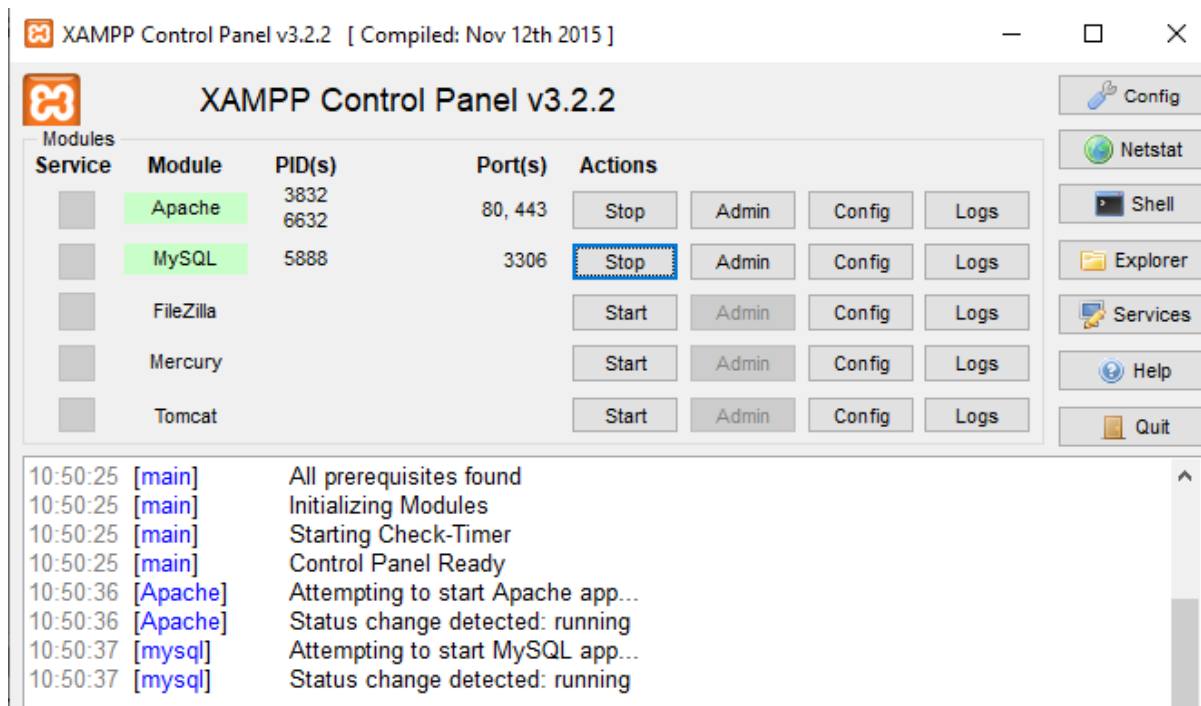 XAMPP Control Panel v3.2.2 [ Compiled: Nov 12th 2015 ]
XAMPP Control Panel v3.2.2
Config
Netstat
Shell
Explorer
Services
Help
Quit
Modules
Service Module PID(s) Port(s) Actions
Apache 3832 6632 80, 443 Stop Admin Config Logs
MySQL 5888 3306 Stop Admin Config Logs
FileZilla Start Admin Config Logs
Mercury Start Admin Config Logs
Tomcat Start Admin Config Logs
10:50:25 [main] All prerequisites found
10:50:25 [main] Initializing Modules
10:50:25 [main] Starting Check-Timer
10:50:25 [main] Control Panel Ready
10:50:36 [Apache] Attempting to start Apache app...
10:50:36 [Apache] Status change detected: running
10:50:37 [mysql] Attempting to start MySQL app...
10:50:37 [mysql] Status change detected: running